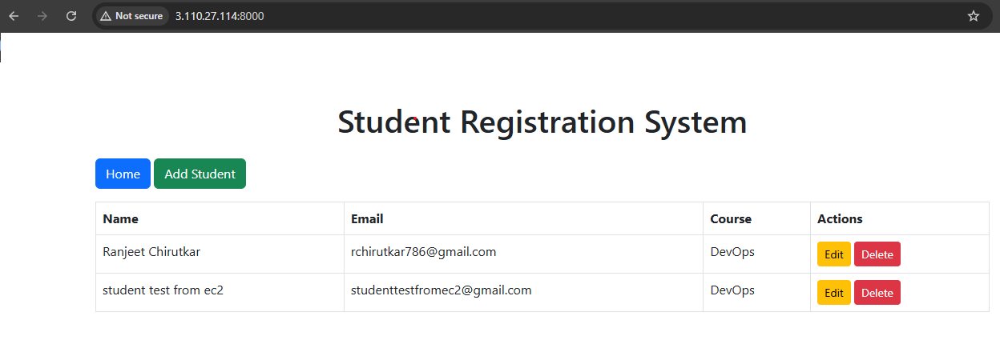 Not secure 3.110.27.114:8000
Student Registration System
Home Add Student
Name Email Course Actions
Ranjeet Chirutkar rchirutkar786@gmail.com DevOps Edit Delete
student test from ec2 studenttestfromec2@gmail.com DevOps Edit Delete